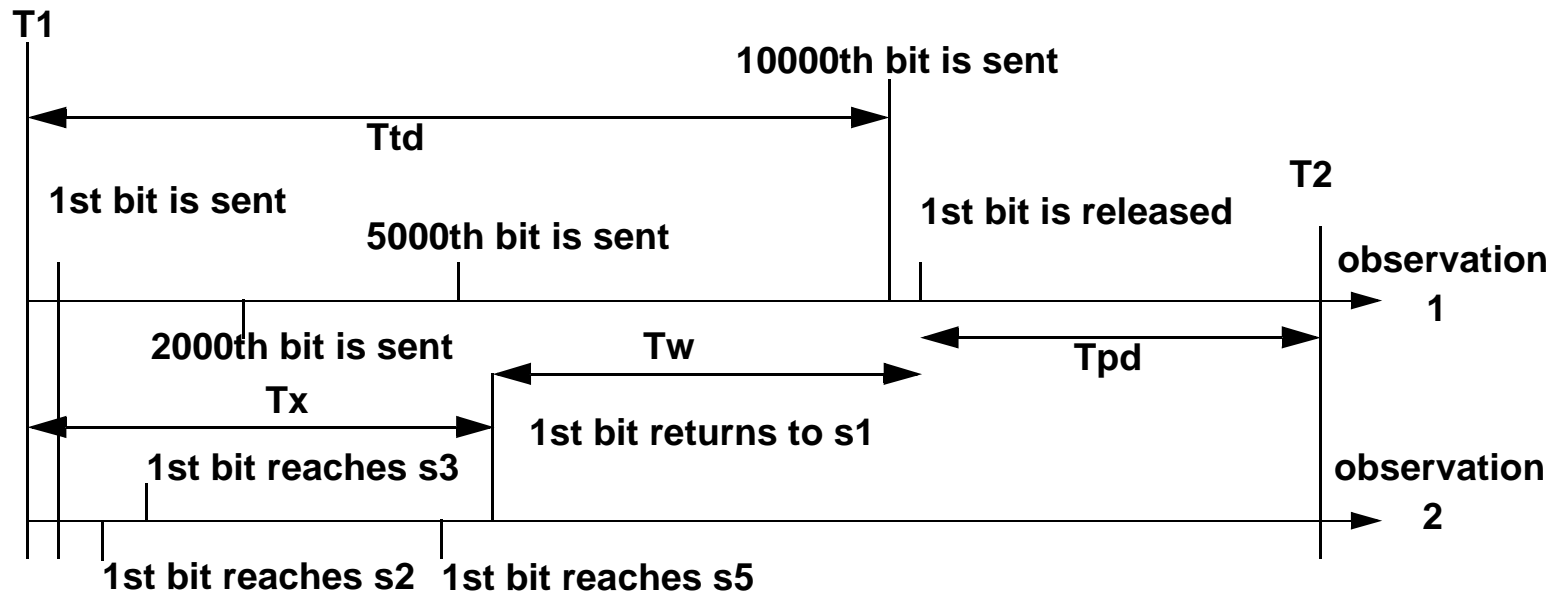 T1
10000th bit is sent
Ttd
T2
1st bit is sent
1st bit is released
5000th bit is sent
observation
1
2000th bit is sent
Tw
Tpd
Tx
1st bit returns to s1
1st bit reaches s3
observation
2
1st bit reaches s2
1st bit reaches s5